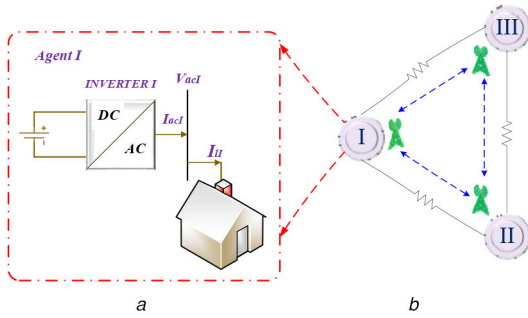 Agent I
INVERTER I
DC
AC
VacI
IacI
IlI
I
II
III
a
b